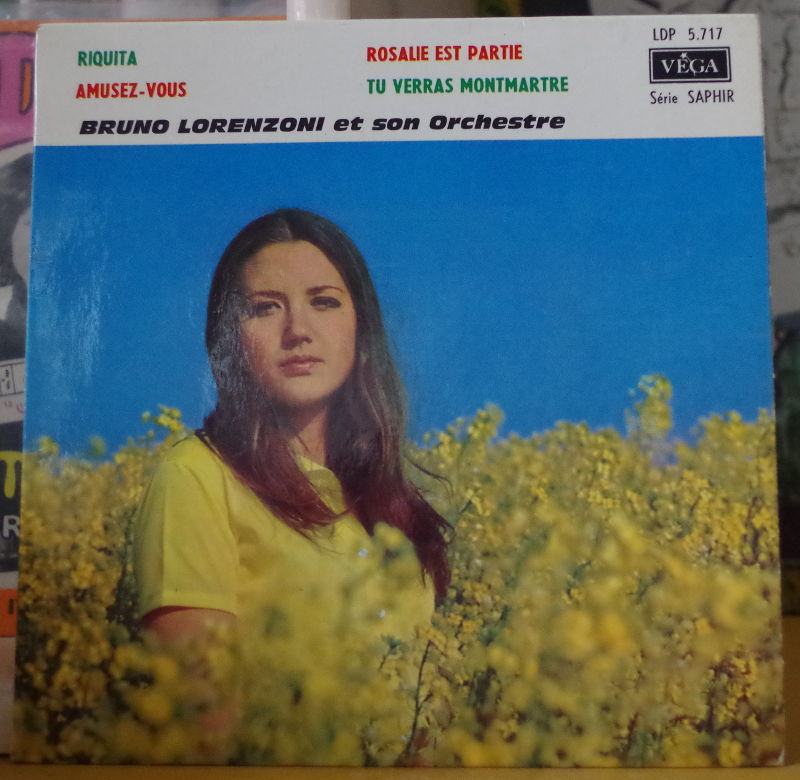 RIQUITA
AMUSEZ-VOUS
ROSALIE EST PARTIE
TU VERRAS MONTMARTRE
BRUNO LORENZONI et son Orchestre
LDP 5.717
VÉGA
Série SAPHIR